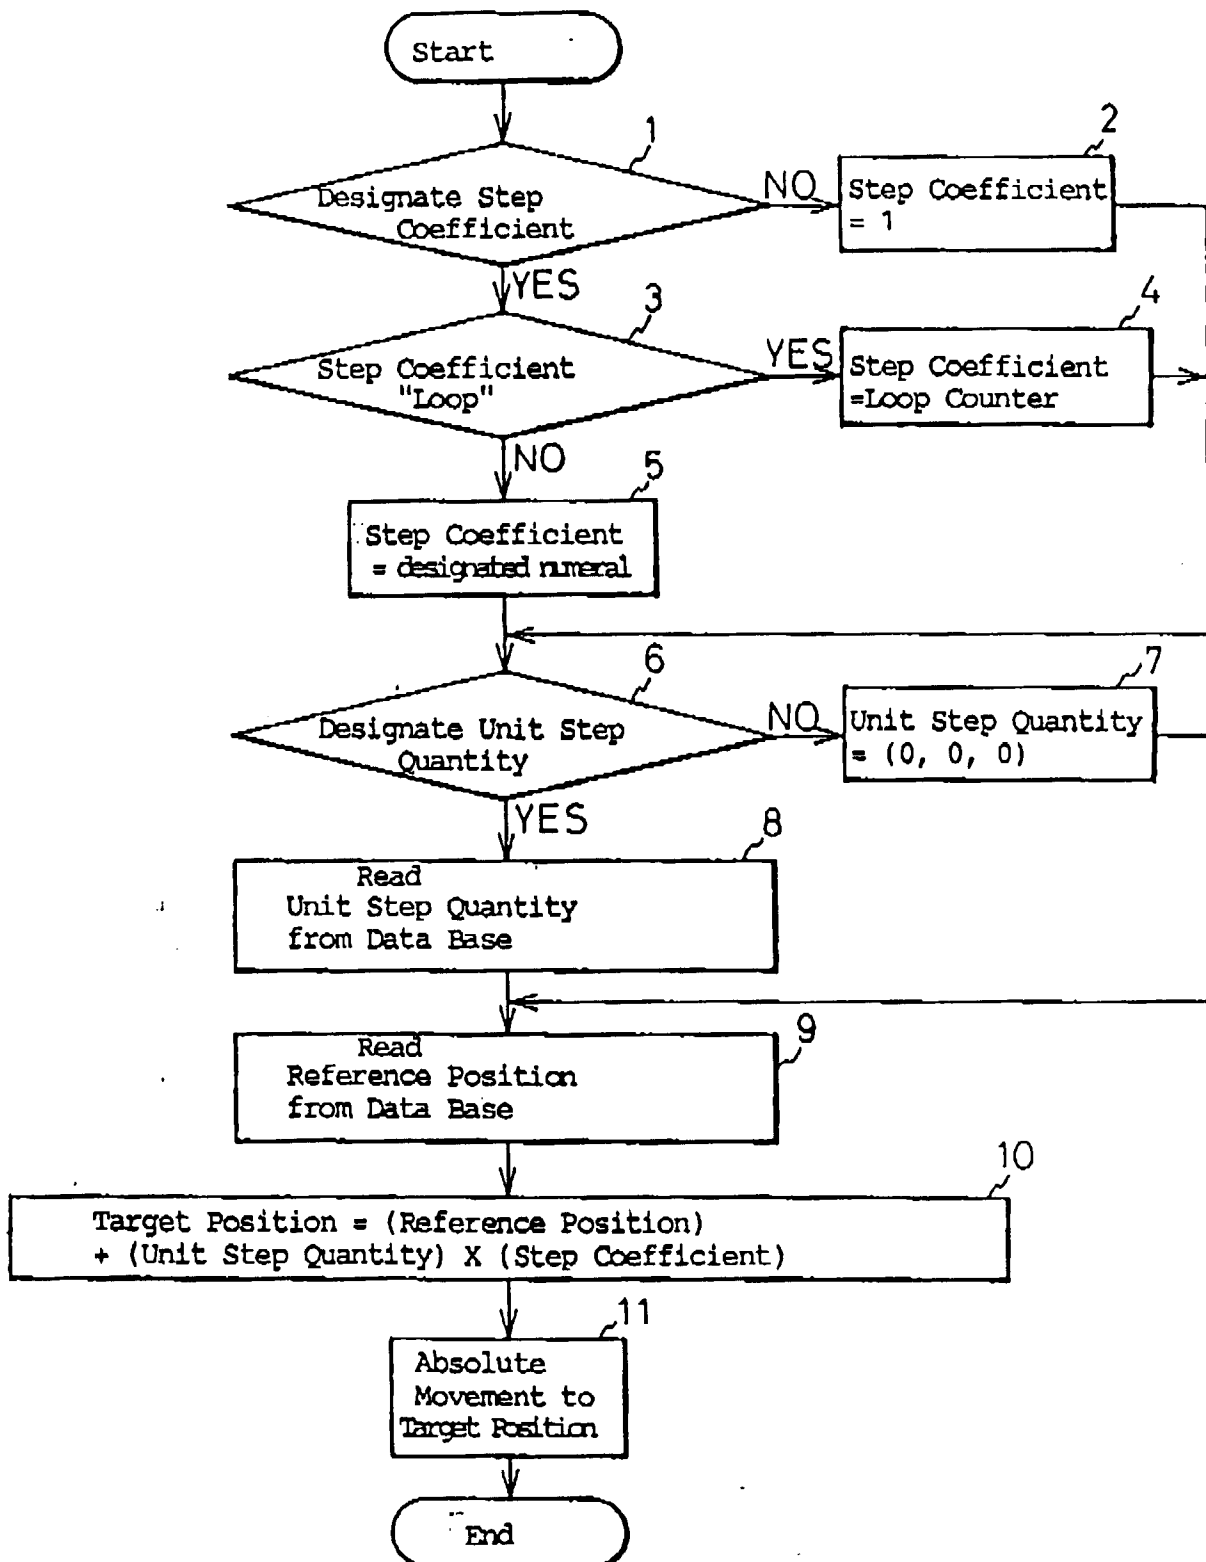 Start
1
Designate Step
Coefficient
NO
2
Step Coefficient
= 1
YES
3
Step Coefficient
"Loop"
YES
4
Step Coefficient
=Loop Counter
NO
5
Step Coefficient
= designated numeral
6
Designate Unit Step
Quantity
NO
7
Unit Step Quantity
= (0, 0, 0)
YES
8
Read
Unit Step Quantity
from Data Base
9
Read
Reference Position
from Data Base
10
Target Position = (Reference Position)
+ (Unit Step Quantity) X (Step Coefficient)
11
Absolute
Movement to
Target Position
End